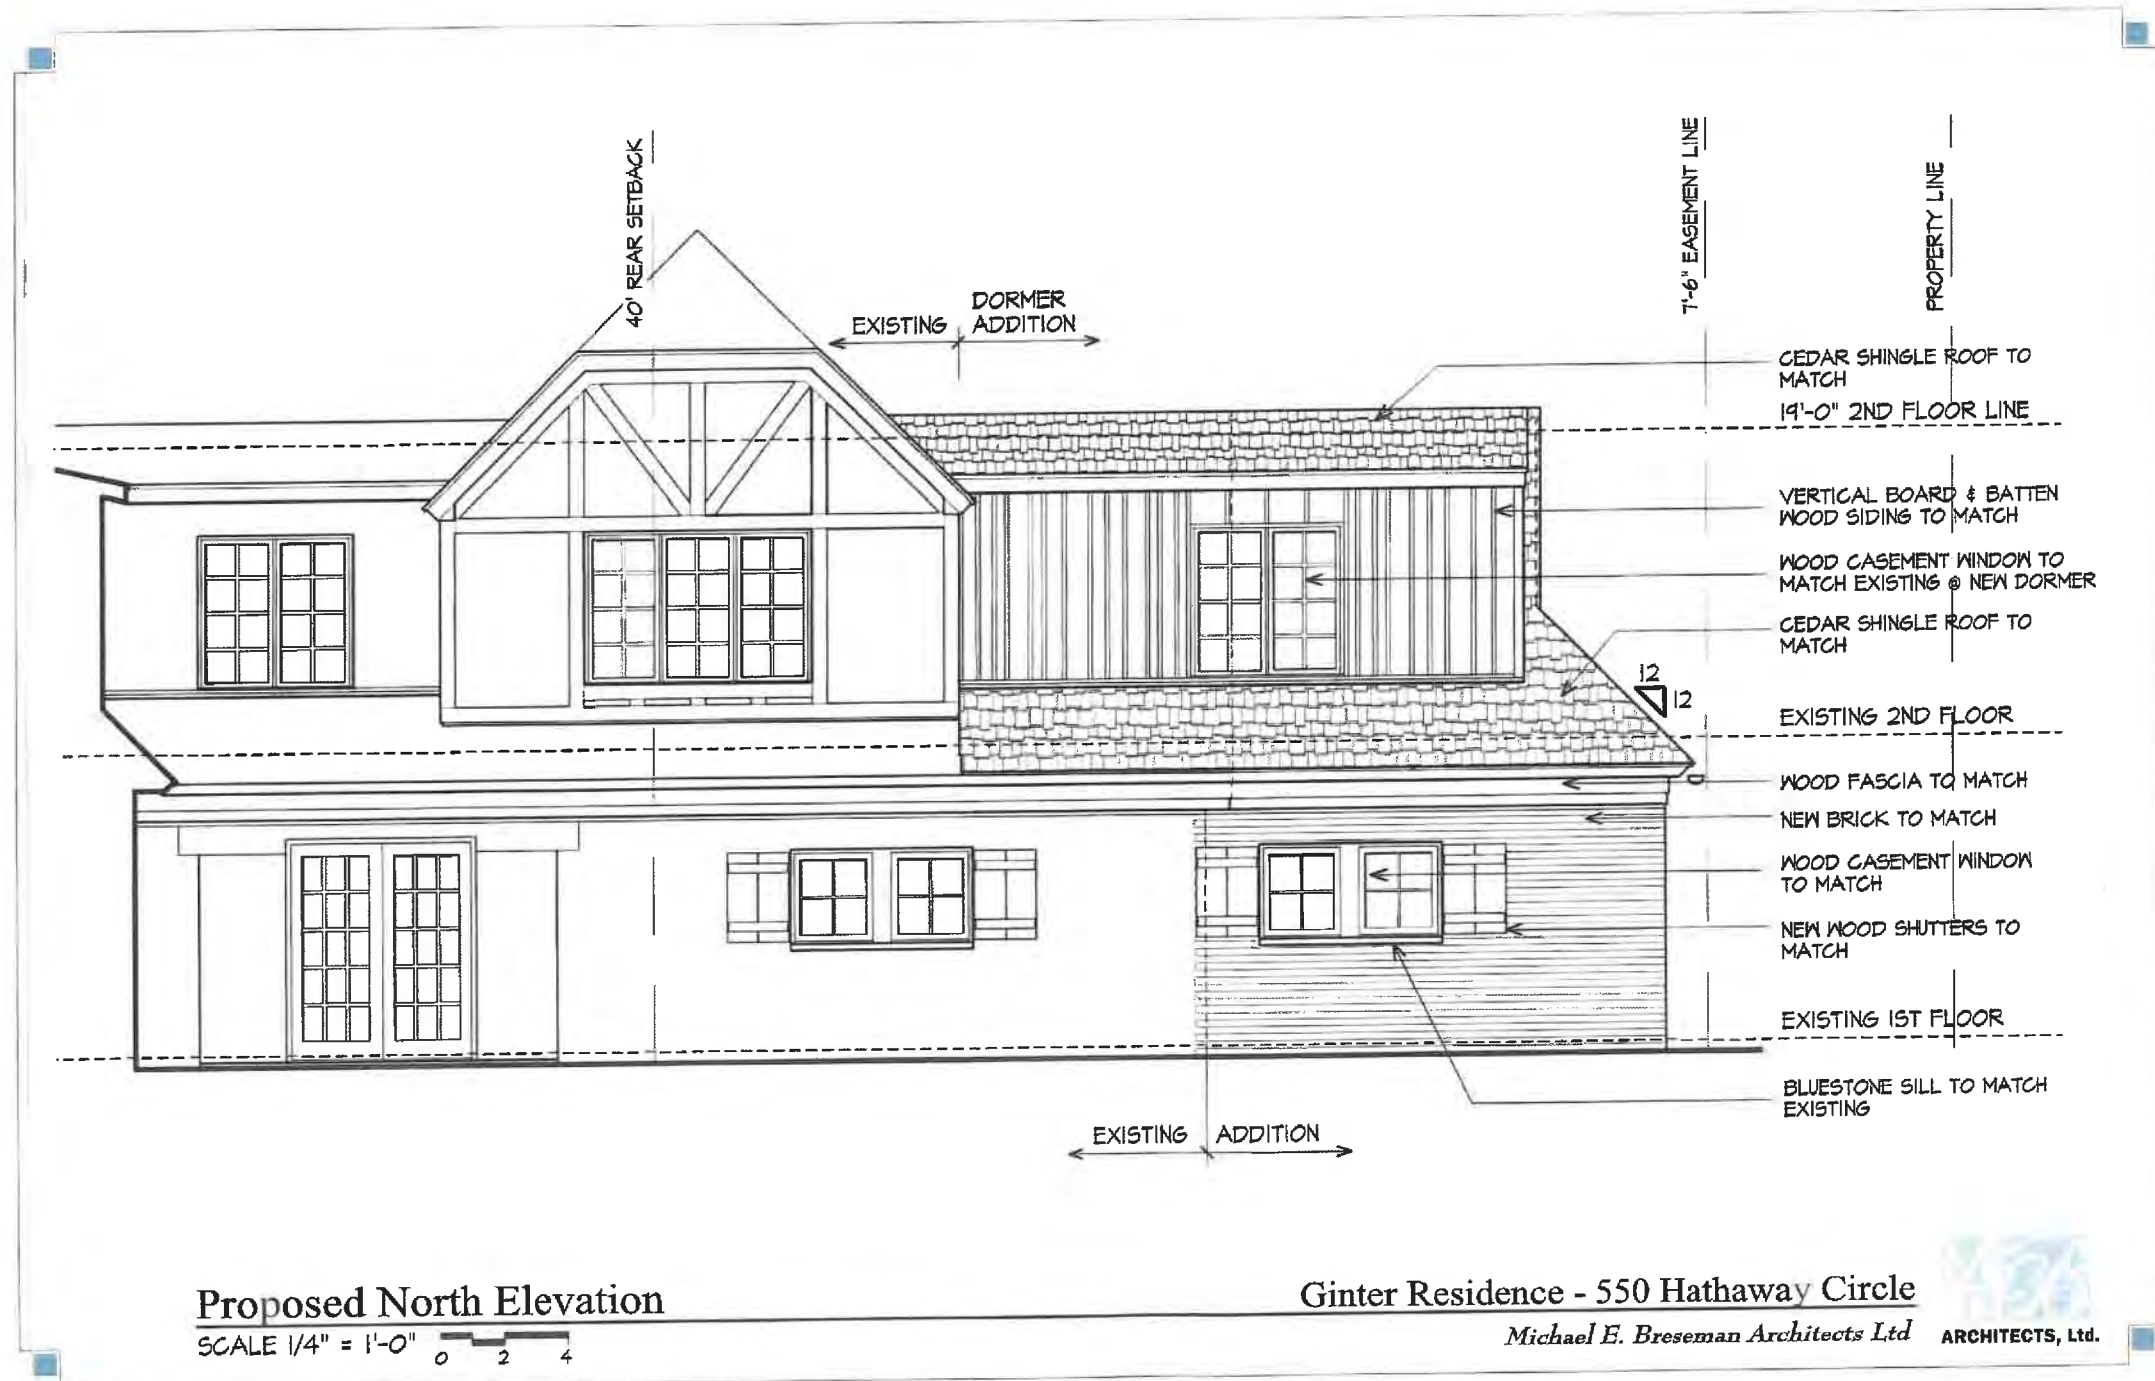 40' REAR SETBACK
7'-6" EASEMENT LINE
PROPERTY LINE
EXISTING
DORMER
ADDITION
CEDAR SHINGLE ROOF TO
MATCH
19'-0" 2ND FLOOR LINE
VERTICAL BOARD & BATTEN
WOOD SIDING TO MATCH
WOOD CASEMENT WINDOW TO
MATCH EXISTING @ NEW DORMER
CEDAR SHINGLE ROOF TO
MATCH
12
12
EXISTING 2ND FLOOR
WOOD FASCIA TO MATCH
NEW BRICK TO MATCH
WOOD CASEMENT WINDOW
TO MATCH
NEW WOOD SHUTTERS TO
MATCH
EXISTING 1ST FLOOR
BLUESTONE SILL TO MATCH
EXISTING
EXISTING ADDITION
Proposed North Elevation
SCALE 1/4" = 1'-0"
0 2 4
Ginter Residence - 550 Hathaway Circle
Michael E. Breseman Architects Ltd
ARCHITECTS, Ltd.